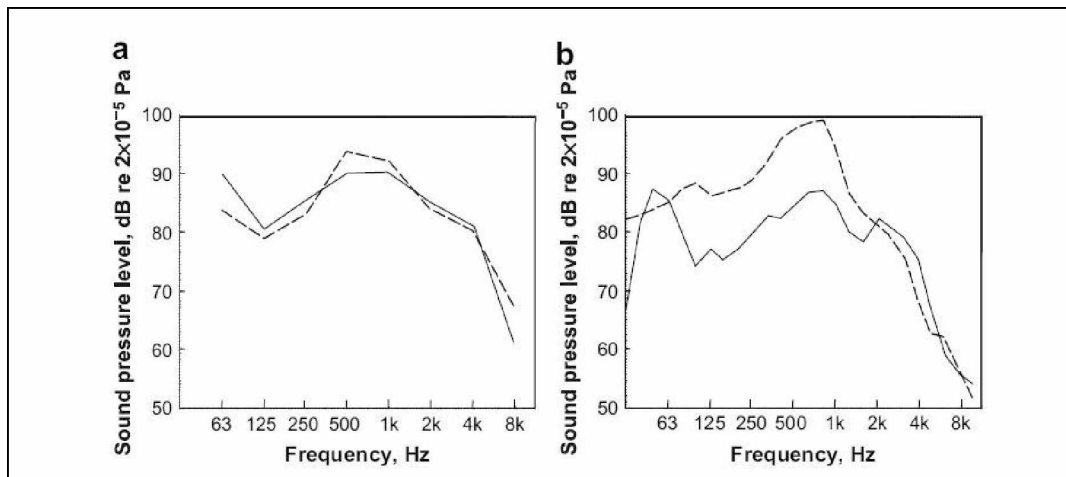 a
Sound pressure level, dB re 2×10⁻⁵ Pa
100
90
80
70
60
50
63 125 250 500 1k 2k 4k 8k
Frequency, Hz
b
Sound pressure level, dB re 2×10⁻⁵ Pa
100
90
80
70
60
50
63 125 250 500 1k 2k 4k 8k
Frequency, Hz